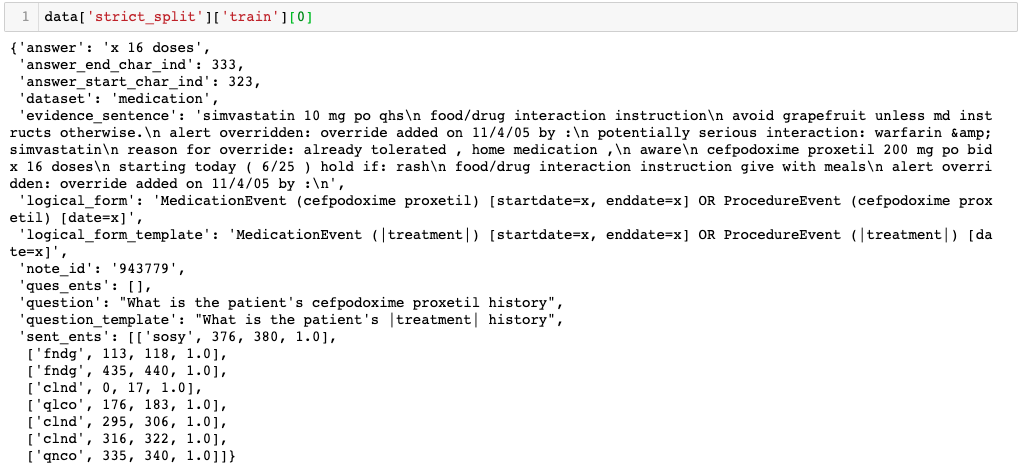 1 data['strict_split']['train'][0]
{'answer': 'x 16 doses',
'answer_end_char_ind': 333,
'answer_start_char_ind': 323,
'dataset': 'medication',
'evidence_sentence': 'simvastatin 10 mg po qhs\n food/drug interaction instruction\n avoid grapefruit unless md inst
ructs otherwise.\n alert overridden: override added on 11/4/05 by :\n potentially serious interaction: warfarin &amp;
simvastatin\n reason for override: already tolerated , home medication ,\n aware\n cefpodoxime proxetil 200 mg po bid
x 16 doses\n starting today ( 6/25 ) hold if: rash\n food/drug interaction instruction give with meals\n alert overri
dden: override added on 11/4/05 by :\n',
'logical_form': 'MedicationEvent (cefpodoxime proxetil) [startdate=x, enddate=x] OR ProcedureEvent (cefpodoxime prox
etil) [date=x]',
'logical_form_template': 'MedicationEvent (|treatment|) [startdate=x, enddate=x] OR ProcedureEvent (|treatment|) [da
te=x]',
'note_id': '943779',
'ques_ents': [],
'question': "What is the patient's cefpodoxime proxetil history",
'question_template': "What is the patient's |treatment| history",
'sent_ents': [['sosy', 376, 380, 1.0],
['fndg', 113, 118, 1.0],
['fndg', 435, 440, 1.0],
['clnd', 0, 17, 1.0],
['qlco', 176, 183, 1.0],
['clnd', 295, 306, 1.0],
['clnd', 316, 322, 1.0],
['qnco', 335, 340, 1.0]]}